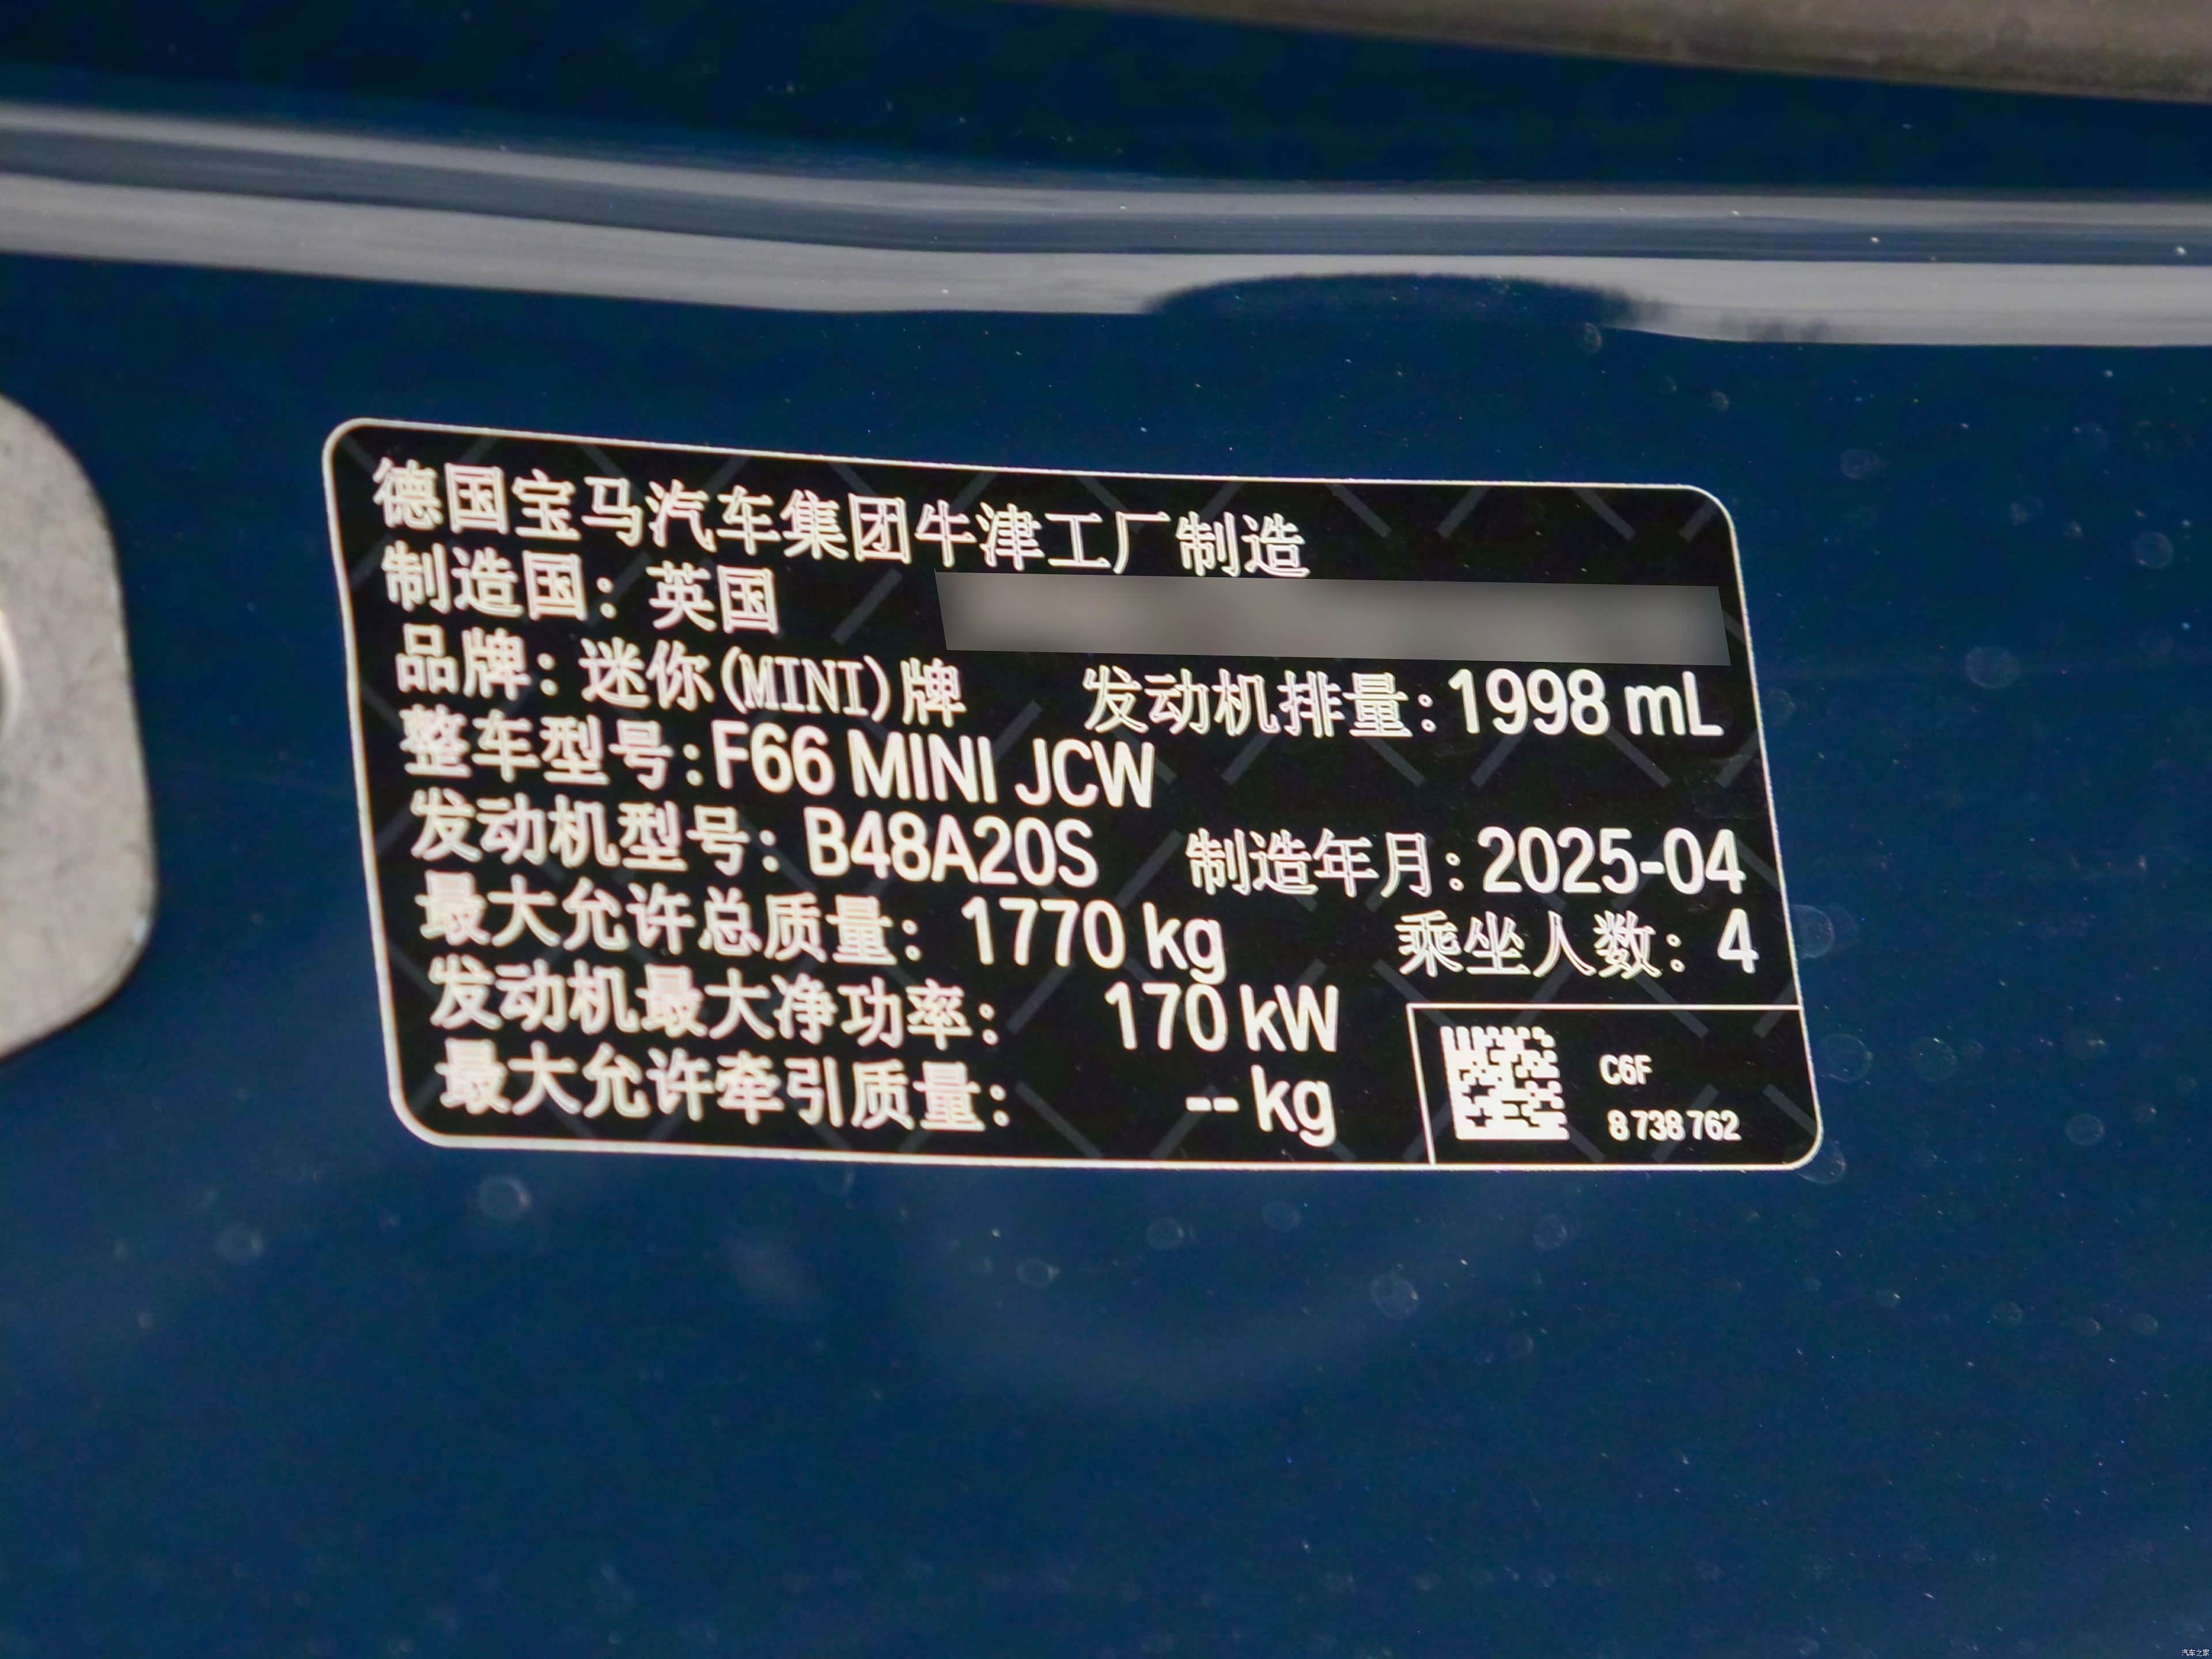 德国宝马汽车集团牛津工厂制造
制造国：英国
品牌：迷你(MINI)牌 发动机排量：1998 mL
整车型号：F66 MINI JCW
发动机型号：B48A20S 制造年月：2025-04
最大允许总质量：1770 kg 乘坐人数：4
发动机最大净功率：170 kW
最大允许牵引质量：-- kg
C6F
8 738 762
汽车之家